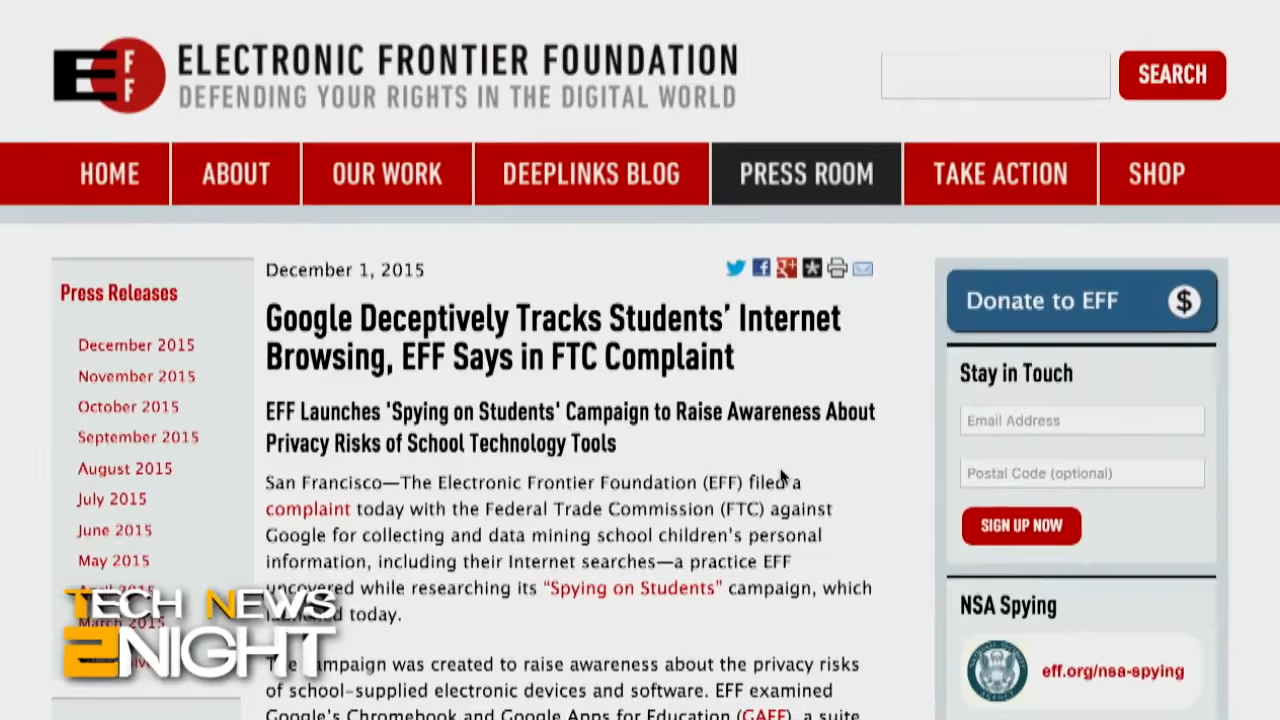 E
F
F
ELECTRONIC FRONTIER FOUNDATION
DEFENDING YOUR RIGHTS IN THE DIGITAL WORLD
SEARCH
HOME
ABOUT
OUR WORK
DEEPLINKS BLOG
PRESS ROOM
TAKE ACTION
SHOP
Press Releases
December 2015
November 2015
October 2015
September 2015
August 2015
July 2015
June 2015
May 2015
April 2015
March 2015
December 1, 2015
Google Deceptively Tracks Students’ Internet
Browsing, EFF Says in FTC Complaint
EFF Launches 'Spying on Students' Campaign to Raise Awareness About
Privacy Risks of School Technology Tools
San Francisco—The Electronic Frontier Foundation (EFF) filed a
complaint today with the Federal Trade Commission (FTC) against
Google for collecting and data mining school children's personal
information, including their Internet searches—a practice EFF
uncovered while researching its "Spying on Students" campaign, which
launched today.
The campaign was created to raise awareness about the privacy risks
of school-supplied electronic devices and software. EFF examined
Google's Chromebook and Google Apps for Education (GAFE), a suite
Donate to EFF
$
Stay in Touch
Email Address
Postal Code (optional)
SIGN UP NOW
NSA Spying
eff.org/nsa-spying
TECH NEWS
2NIGHT